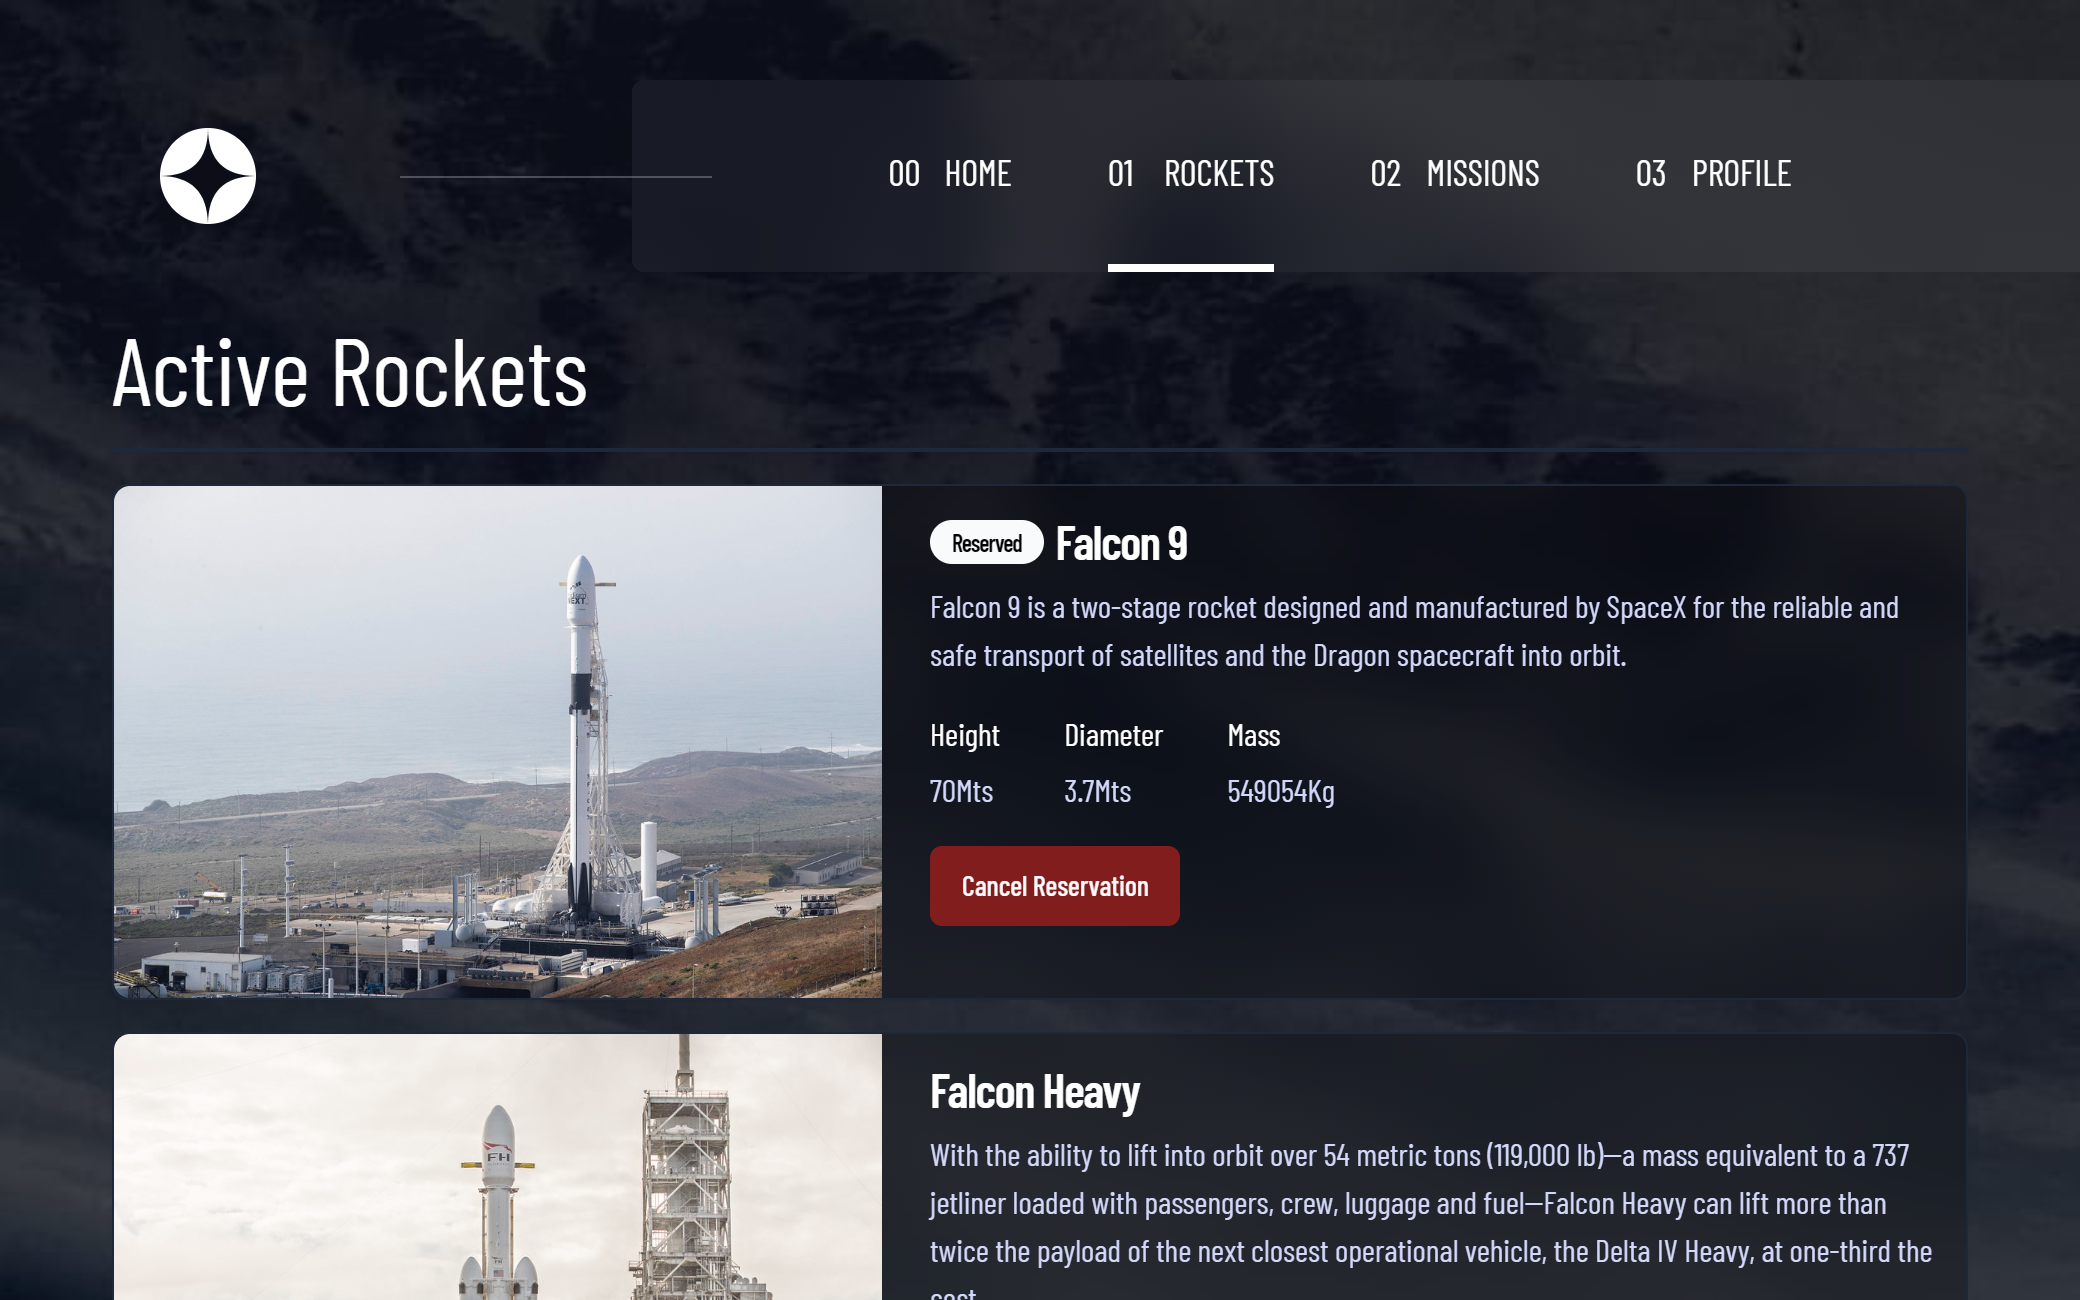 00 HOME 01 ROCKETS 02 MISSIONS 03 PROFILE
Active Rockets
Reserved Falcon 9
Falcon 9 is a two-stage rocket designed and manufactured by SpaceX for the reliable and
safe transport of satellites and the Dragon spacecraft into orbit.
Height Diameter Mass
70Mts 3.7Mts 549054Kg
Cancel Reservation
Falcon Heavy
With the ability to lift into orbit over 54 metric tons (119,000 lb)—a mass equivalent to a 737
jetliner loaded with passengers, crew, luggage and fuel—Falcon Heavy can lift more than
twice the payload of the next closest operational vehicle, the Delta IV Heavy, at one-third the
cost.
FH